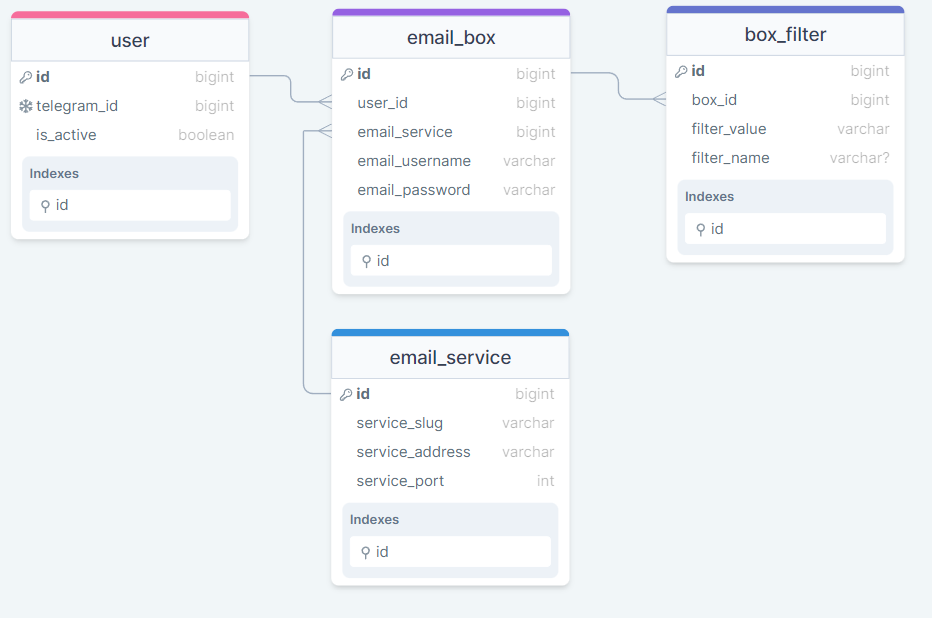 user
id bigint
telegram_id bigint
is_active boolean
Indexes
id
email_box
id bigint
user_id bigint
email_service bigint
email_username varchar
email_password varchar
Indexes
id
box_filter
id bigint
box_id bigint
filter_value varchar
filter_name varchar?
Indexes
id
email_service
id bigint
service_slug varchar
service_address varchar
service_port int
Indexes
id